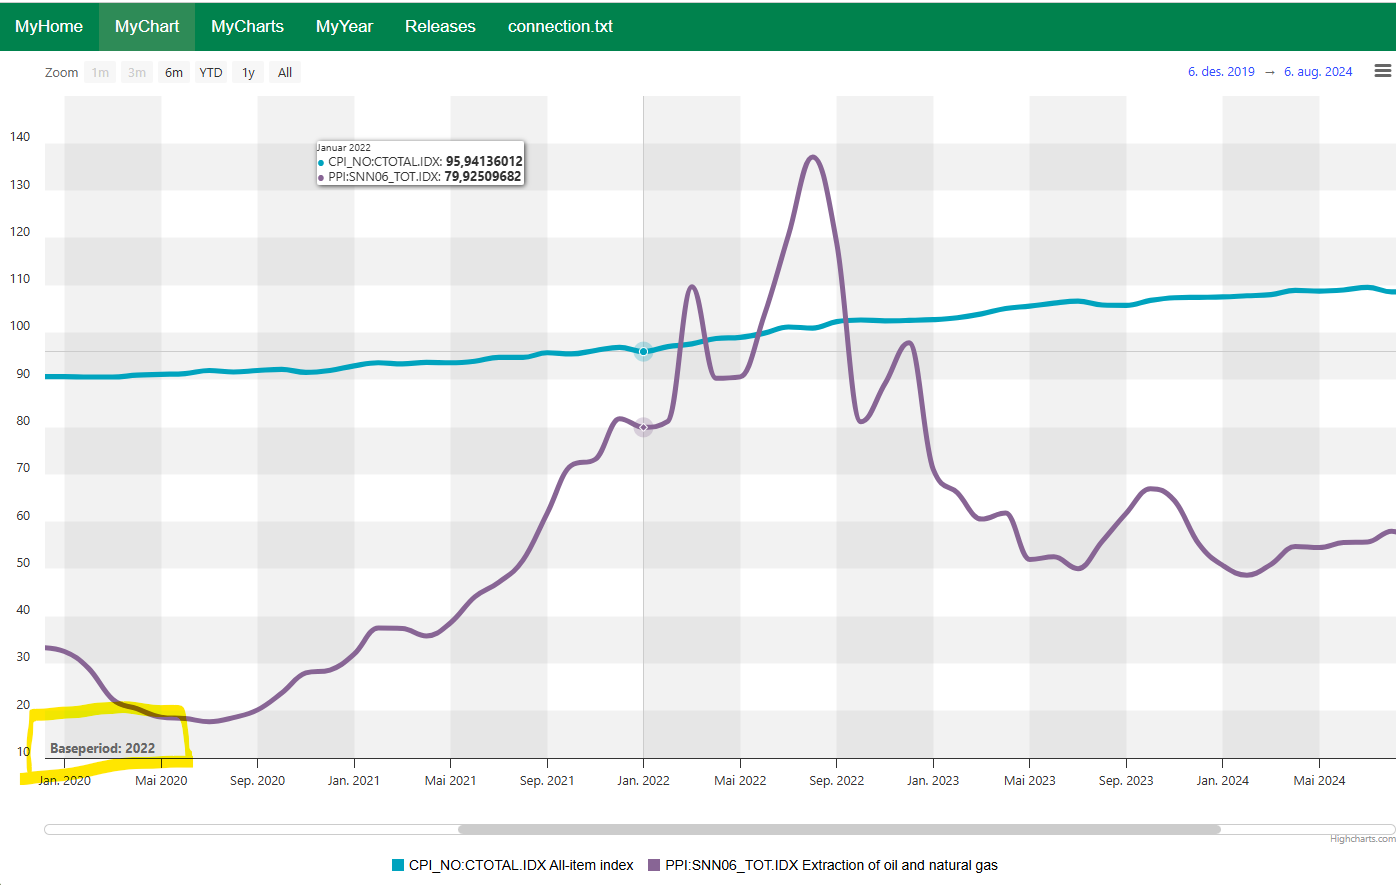 MyHome MyChart MyCharts MyYear Releases connection.txt
Zoom 1m 3m 6m YTD 1y All 6. des. 2019 → 6. aug. 2024
140
130
120
110
100
90
80
70
60
50
40
30
20
10
Januar 2022
CPI_NO:CTOTAL.IDX: 95,94136012
PPI:SNN06_TOT.IDX: 79,92509682
Baseperiod: 2022
Jan. 2020 Mai 2020 Sep. 2020 Jan. 2021 Mai 2021 Sep. 2021 Jan. 2022 Mai 2022 Sep. 2022 Jan. 2023 Mai 2023 Sep. 2023 Jan. 2024 Mai 2024
Highcharts.com
CPI_NO:CTOTAL.IDX All-item index PPI:SNN06_TOT.IDX Extraction of oil and natural gas